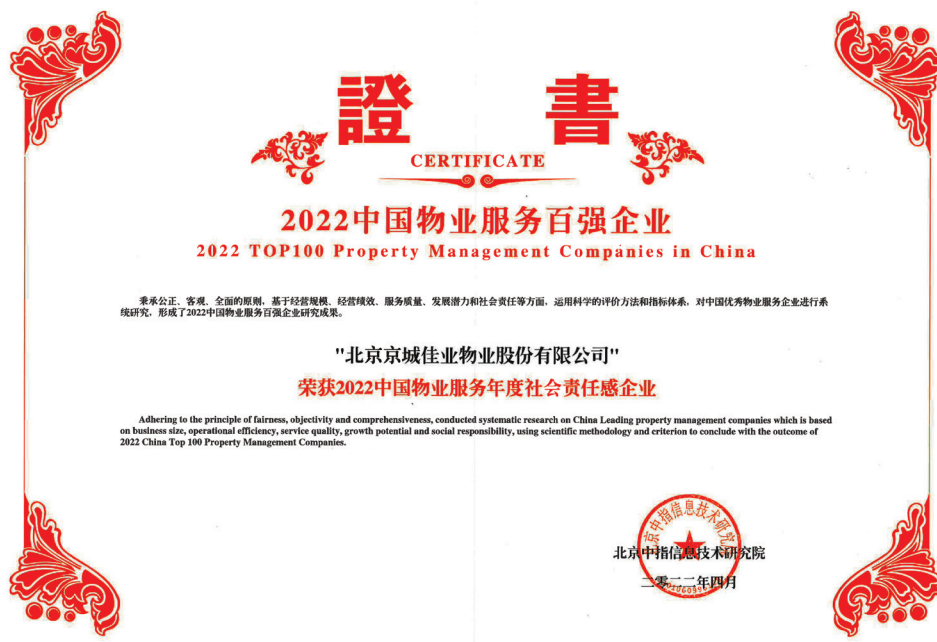 證 書
CERTIFICATE
2022中国物业服务百强企业
2022 TOP100 Property Management Companies in China
秉承公正、客观、全面的原则，基于经营规模、经营绩效、服务质量、发展潜力和社会责任等方面，运用科学的评价方法和指标体系，对中国优秀物业服务企业进行系
统研究，形成了2022中国物业服务百强企业研究成果。
"北京京城佳业物业股份有限公司"
荣获2022中国物业服务年度社会责任感企业
Adhering to the principle of fairness, objectivity and comprehensiveness, conducted systematic research on China Leading property management companies which is based
on business size, operational efficiency, service quality, growth potential and social responsibility, using scientific methodology and criterion to conclude with the outcome of
2022 China Top 100 Property Management Companies.
北京中指信息技术研究院
北京中指信息技术研究院
二零二二年四月